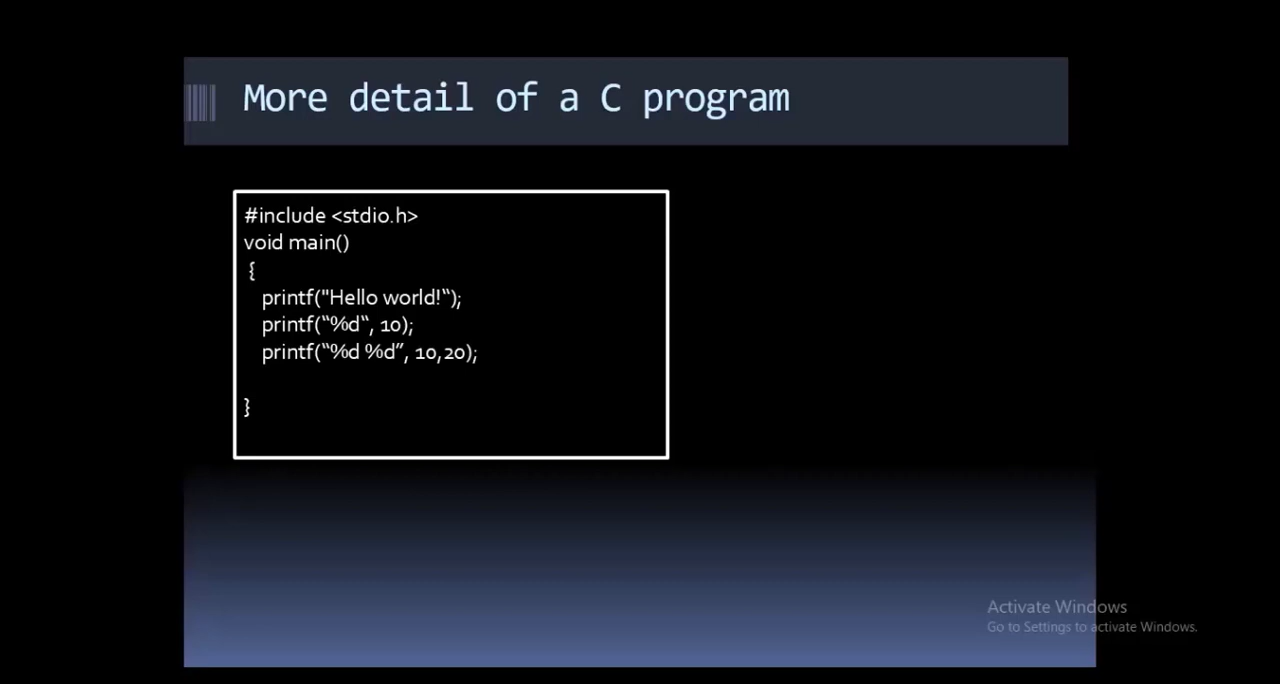 More detail of a C program
#include <stdio.h>
void main()
{
printf("Hello world!“);
printf(“%d“, 10);
printf(“%d %d”, 10,20);
}
Activate Windows
Go to Settings to activate Windows.